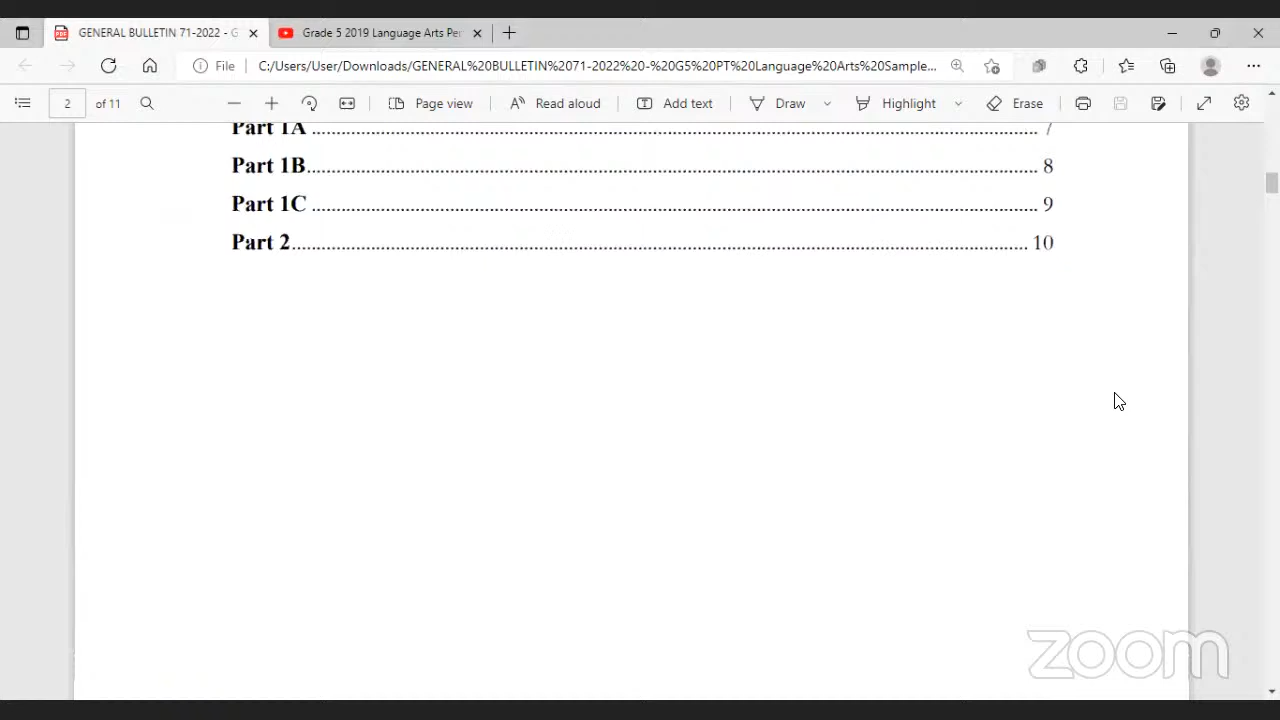 GENERAL BULLETIN 71-2022 - G
Grade 5 2019 Language Arts Per
File
C:/Users/User/Downloads/GENERAL%20BULLETIN%2071-2022%20-%20G5%20PT%20Language%20Arts%20Sample...
2 of 11
Page view
Read aloud
Add text
Draw
Highlight
Erase
Part 1A ........................................ 7
Part 1B........................................ 8
Part 1C ........................................ 9
Part 2........................................ 10
zoom